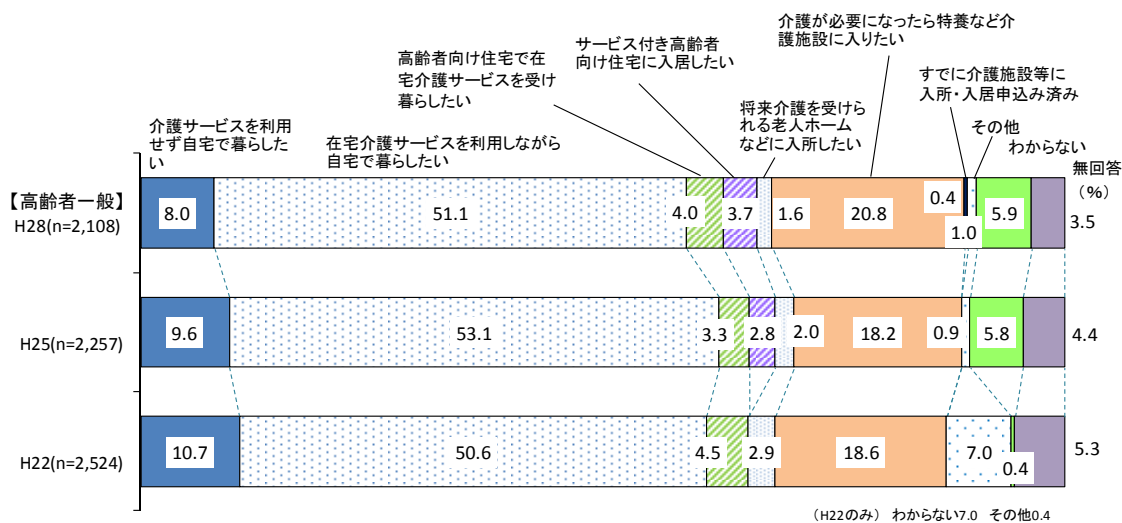 介護が必要になったら特養など介
護施設に入りたい
サービス付き高齢者
向け住宅に入居したい
高齢者向け住宅で在
宅介護サービスを受け
暮らしたい
すでに介護施設等に
入所・入居申込み済み
将来介護を受けら
れる老人ホーム
などに入所したい
その他
わからない
介護サービスを利用
せず自宅で暮らした
い
在宅介護サービスを利用しながら
自宅で暮らしたい
無回答
(%)
【高齢者一般】
H28(n=2,108)
8.0
51.1
4.0
3.7
1.6
20.8
0.4
1.0
5.9
3.5
H25(n=2,257)
9.6
53.1
3.3
2.8
2.0
18.2
0.9
5.8
4.4
H22(n=2,524)
10.7
50.6
4.5
2.9
18.6
7.0
0.4
5.3
(H22のみ) わからない7.0 その他0.4